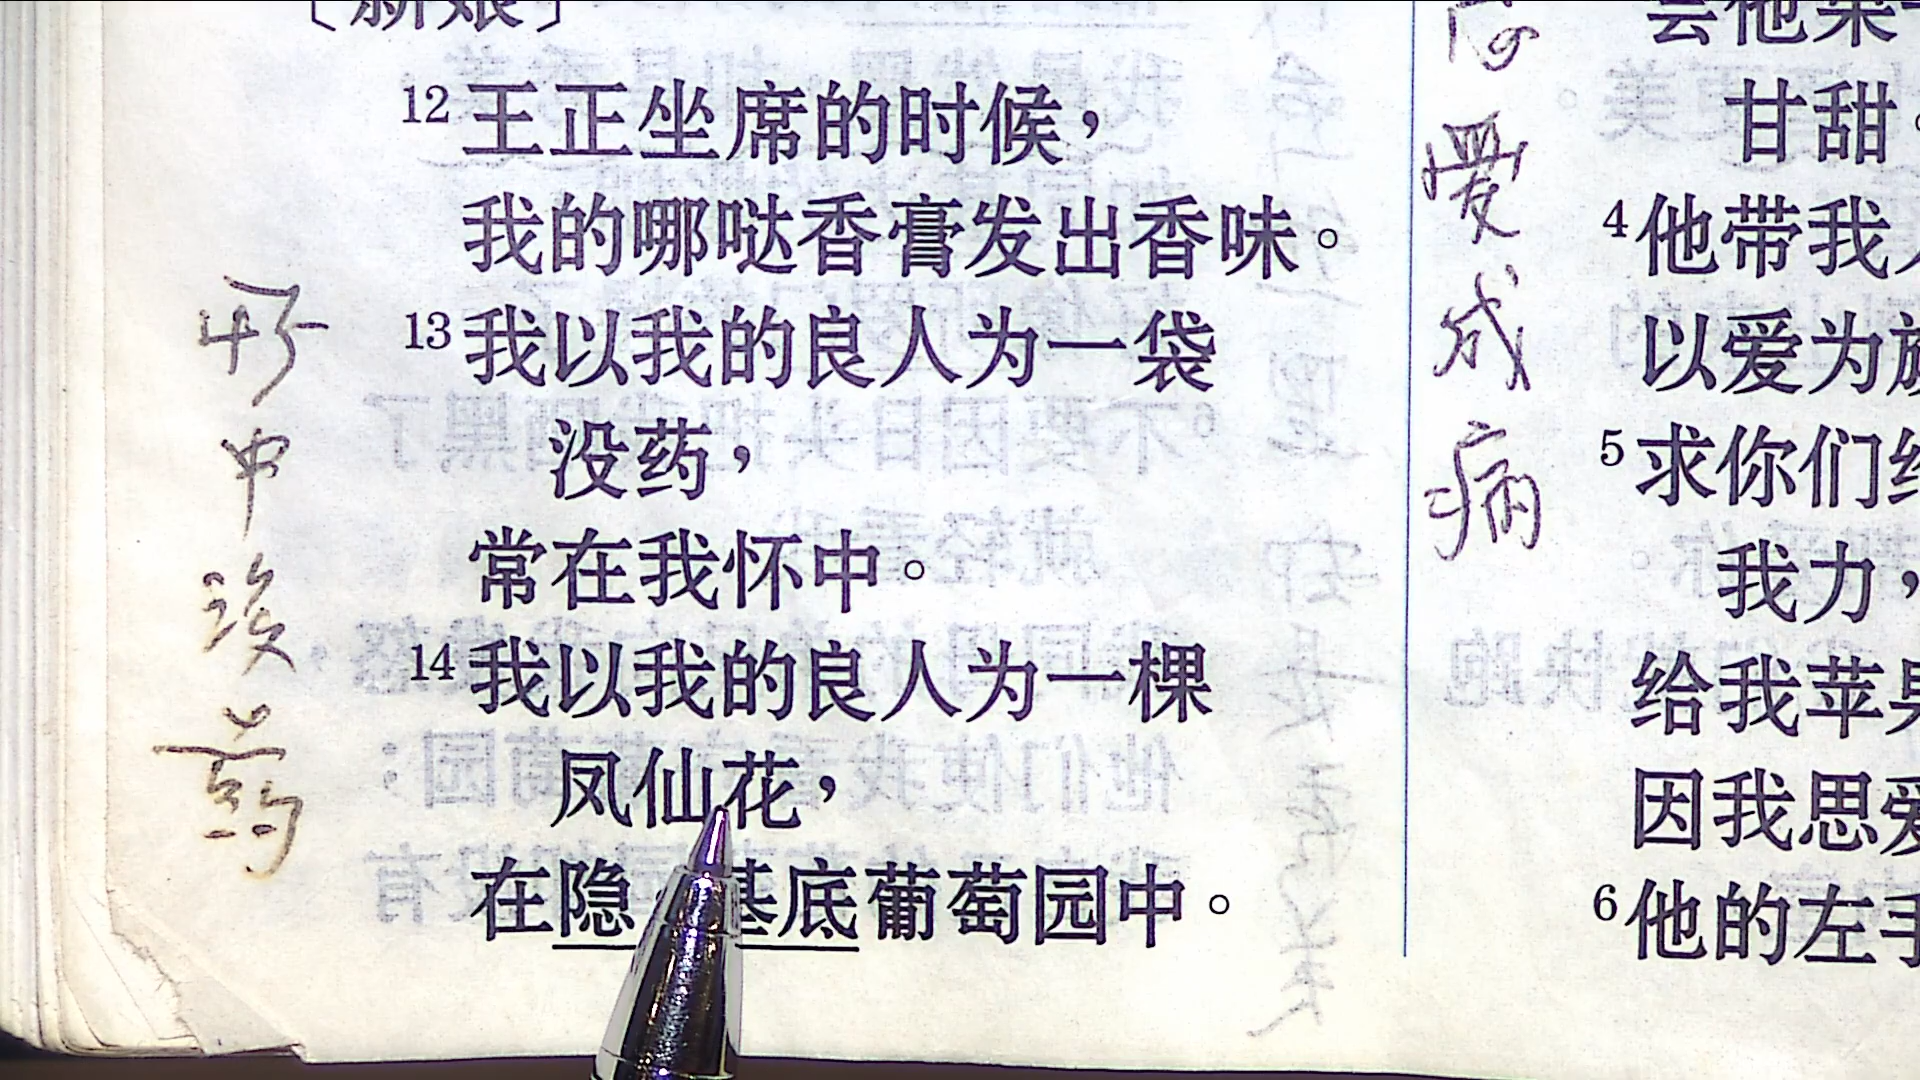 〔新娘〕
12 王正坐席的时候，
我的哪哒香膏发出香味。
13 我以我的良人为一袋
没药，
常在我怀中。
14 我以我的良人为一棵
凤仙花，
在隐 基底葡萄园中。
中
药
爱
成
病
甘甜。
4 他带我
以爱为
5 求你们
我力，
给我苹
因我思
6 他的左